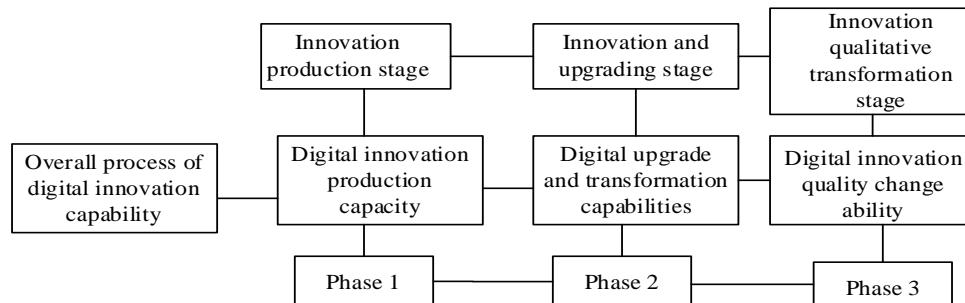 Innovation
production stage
Innovation and
upgrading stage
Innovation
qualitative
transformation
stage
Overall process of
digital innovation
capability
Digital innovation
production
capacity
Digital upgrade
and transformation
capabilities
Digital innovation
quality change
ability
Phase 1
Phase 2
Phase 3